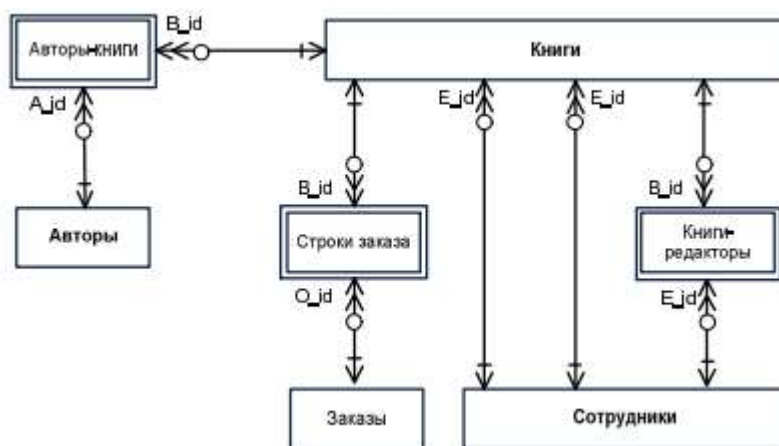 B_id
Авторы-книги
Книги
A_id
E_id
E_id
B_id
B_id
Авторы
Строки заказа
Книги-
редакторы
O_id
E_id
Заказы
Сотрудники